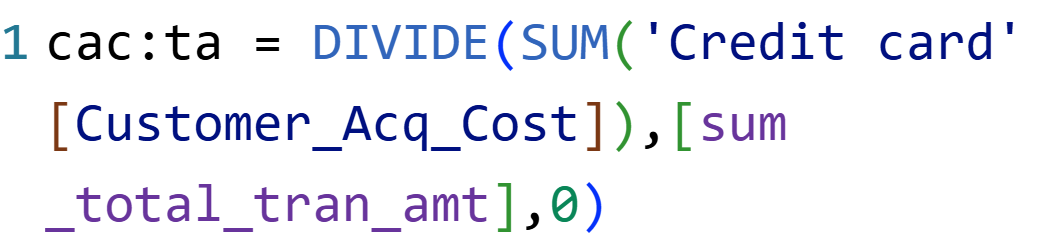 1 cac:ta = DIVIDE(SUM('Credit card'
[Customer_Acq_Cost]),[sum
_total_tran_amt],0)